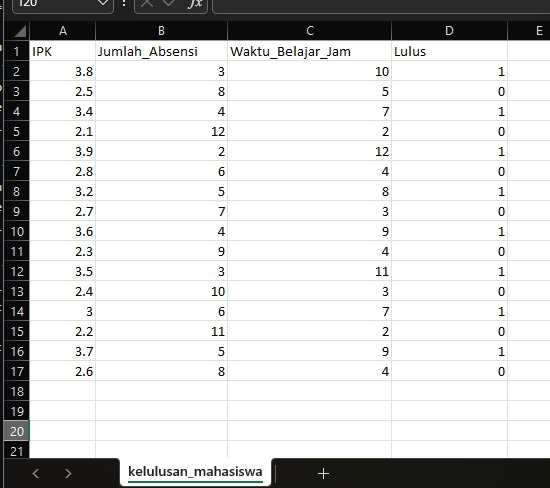 120 fx
A B C D E
1 IPK Jumlah_Absensi Waktu_Belajar_Jam Lulus
2 3.8 3 10 1
3 2.5 8 5 0
4 3.4 4 7 1
5 2.1 12 2 0
6 3.9 2 12 1
7 2.8 6 4 0
8 3.2 5 8 1
9 2.7 7 3 0
10 3.6 4 9 1
11 2.3 9 4 0
12 3.5 3 11 1
13 2.4 10 3 0
14 3 6 7 1
15 2.2 11 2 0
16 3.7 5 9 1
17 2.6 8 4 0
18
19
20
21
kelulusan_mahasiswa